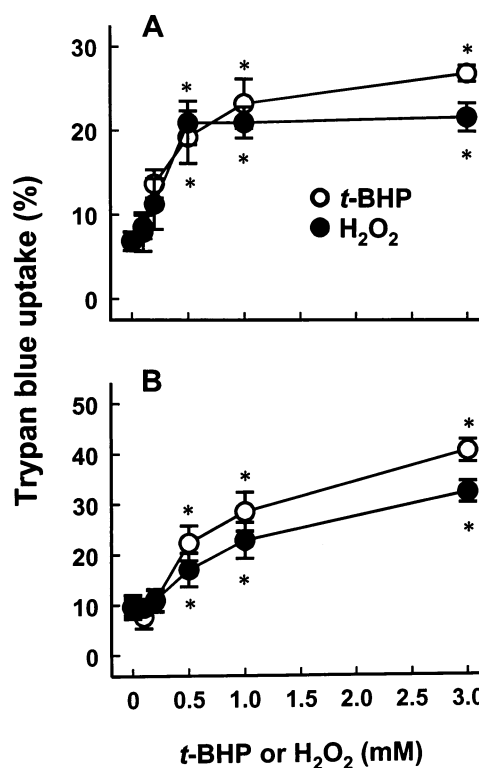 A
30
20
10
0
* * *
* *
*
t-BHP
H₂O₂
Trypan blue uptake (%)
B
50
40
30
20
10
0
* * *
* * *
0 0.5 1.0 1.5 2.0 2.5 3.0
t-BHP or H₂O₂ (mM)